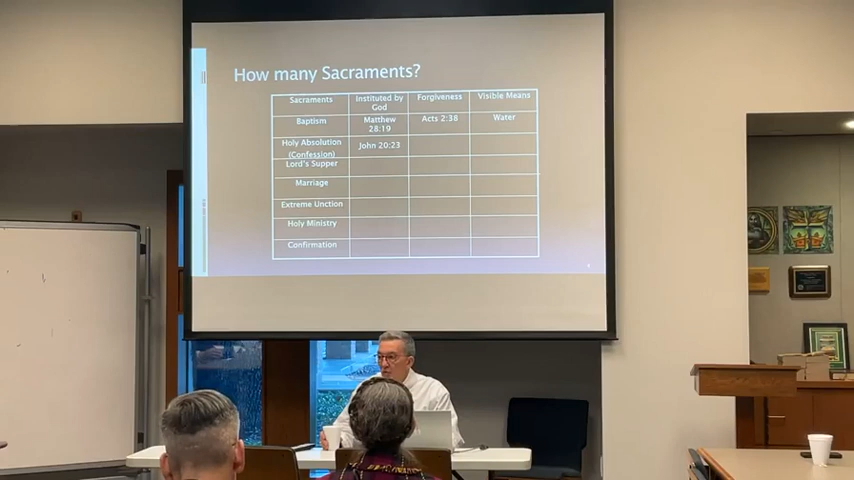 How many Sacraments?
Sacraments Instituted by God Forgiveness Visible Means
Baptism Matthew 28:19 Acts 2:38 Water
Holy Absolution (Confession) John 20:23
Lord's Supper
Marriage
Extreme Unction
Holy Ministry
Confirmation